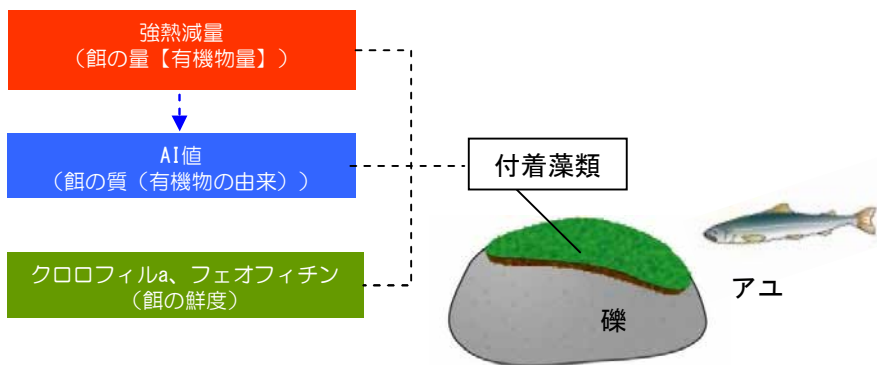 強熱減量
（餌の量【有機物量】）
AI値
（餌の質（有機物の由来））
クロロフィルa、フェオフィチン
（餌の鮮度）
付着藻類
アユ
礫